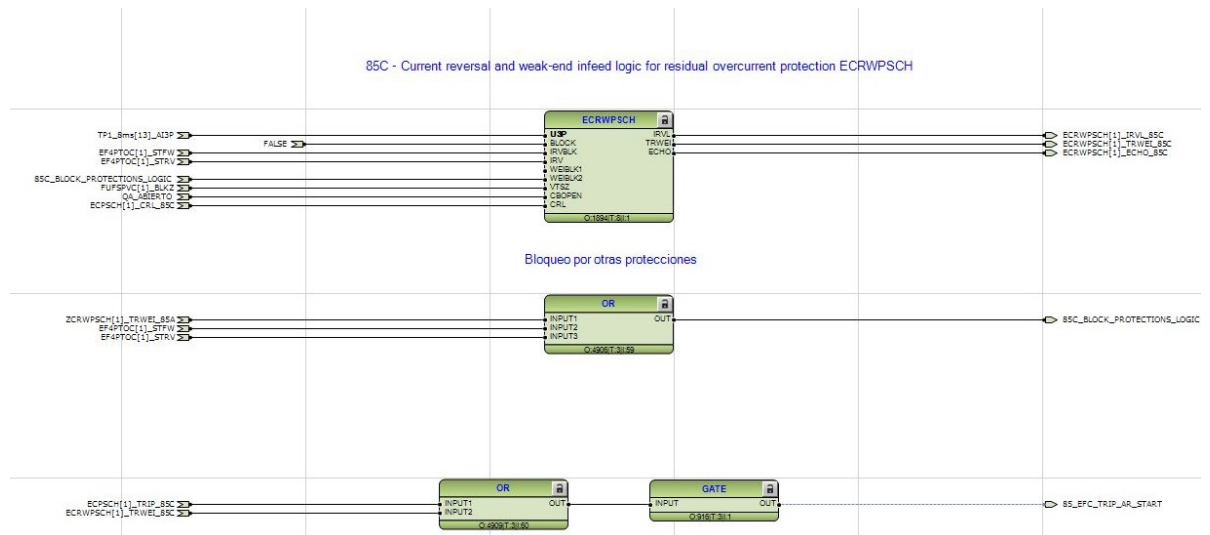 85C - Current reversal and weak-end infeed logic for residual overcurrent protection ECRWPSCH
ECRWPSCH
TP1_8ms[13]_AI3P
FALSE
EF4PTOC[1]_STFW
EF4PTOC[1]_STRV
85C_BLOCK_PROTECTIONS_LOGIC
FUFSPVC[1]_BLKZ
QA_ABIERTO
ECPSCH[1]_CRL_85C
U3P
BLOCK
IRVBLK
IRV
WEIBLK1
WEIBLK2
VTSZ
CBOPEN
CRL
IRVL
TRWEI
ECHO
ECRWPSCH[1]_IRVL_85C
ECRWPSCH[1]_TRWEI_85C
ECRWPSCH[1]_ECHO_85C
O:1894|T:8|I:1
Bloqueo por otras protecciones
OR
ZCRWPSCH[1]_TRWEI_85A
EF4PTOC[1]_STFW
EF4PTOC[1]_STRV
INPUT1
INPUT2
INPUT3
OUT
85C_BLOCK_PROTECTIONS_LOGIC
O:4906|T:3|I:59
OR
ECPSCH[1]_TRIP_85C
ECRWPSCH[1]_TRWEI_85C
INPUT1
INPUT2
OUT
O:4909|T:3|I:60
GATE
INPUT
OUT
O:916|T:3|I:1
85_EFC_TRIP_AR_START